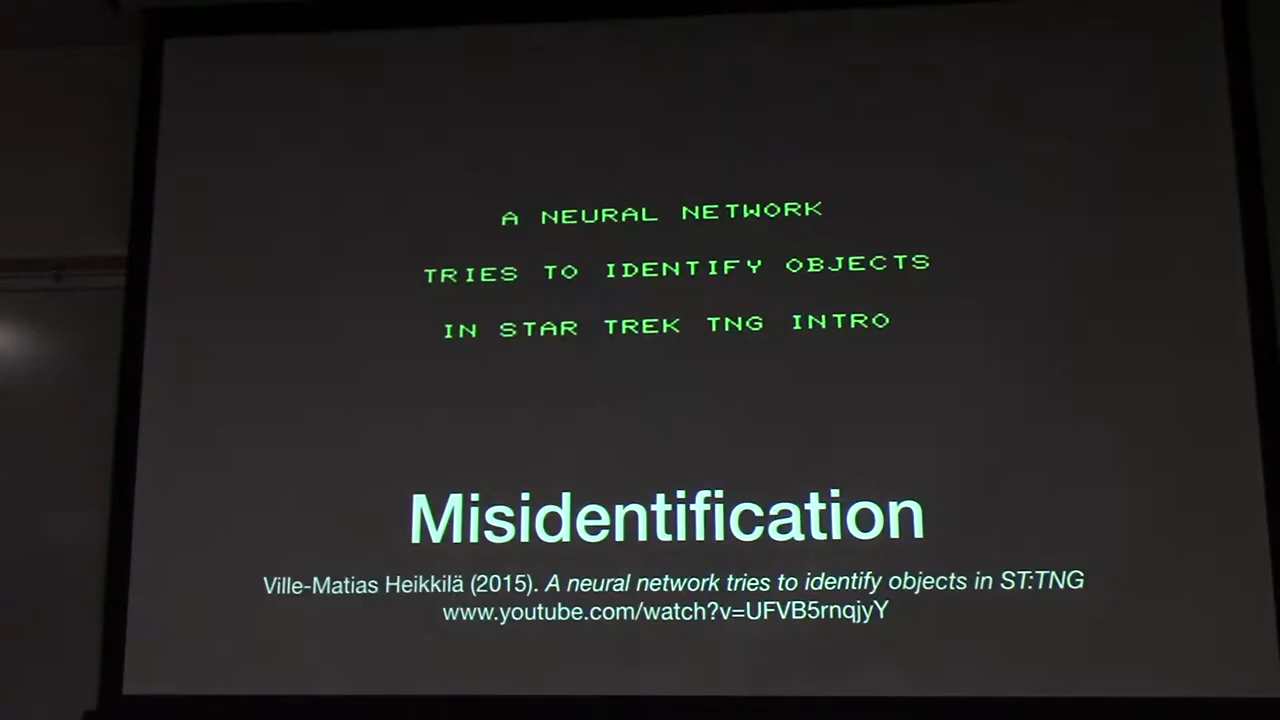 A NEURAL NETWORK
TRIES TO IDENTIFY OBJECTS
IN STAR TREK TNG INTRO
Misidentification
Ville-Matias Heikkilä (2015). A neural network tries to identify objects in ST:TNG
www.youtube.com/watch?v=UFVB5rnqjyY